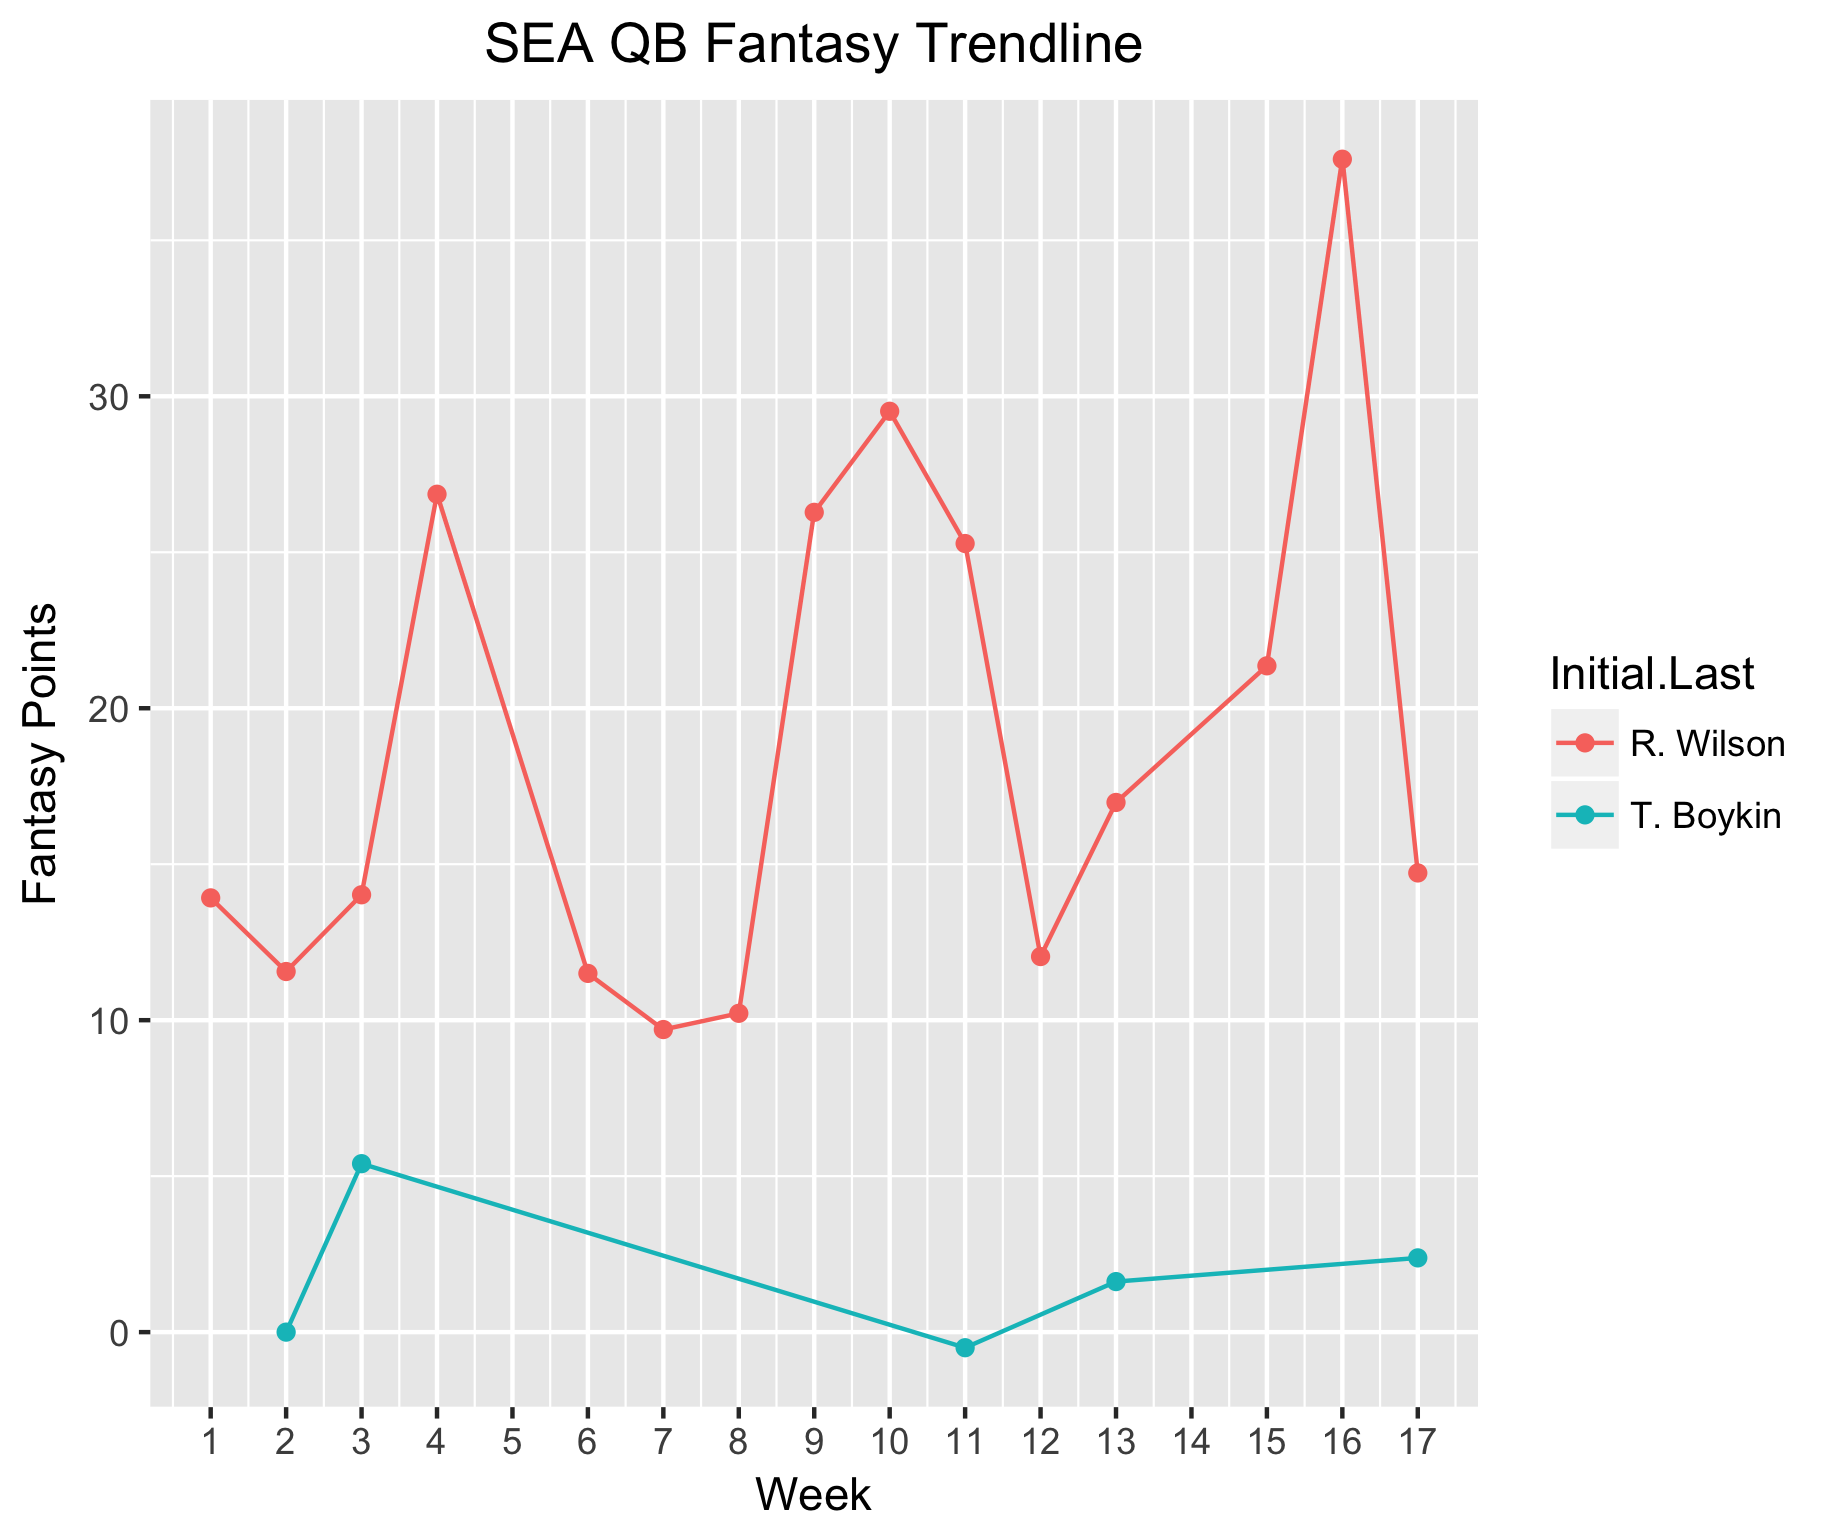 SEA QB Fantasy Trendline
Fantasy Points
30
20
10
0
1 2 3 4 5 6 7 8 9 10 11 12 13 14 15 16 17
Week
Initial.Last
R. Wilson
T. Boykin